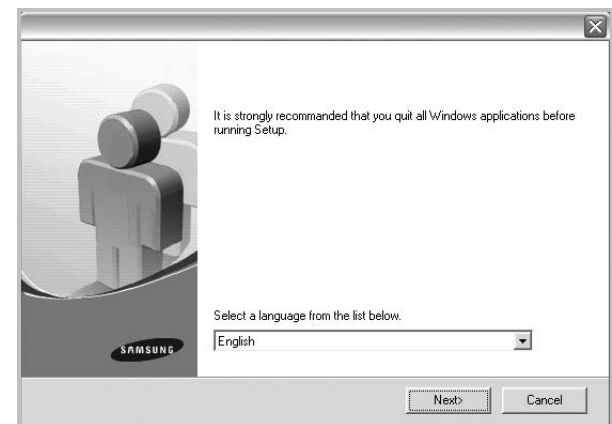 It is strongly recommanded that you quit all Windows applications before
running Setup.
Select a language from the list below.
English
SAMSUNG
Next>
Cancel